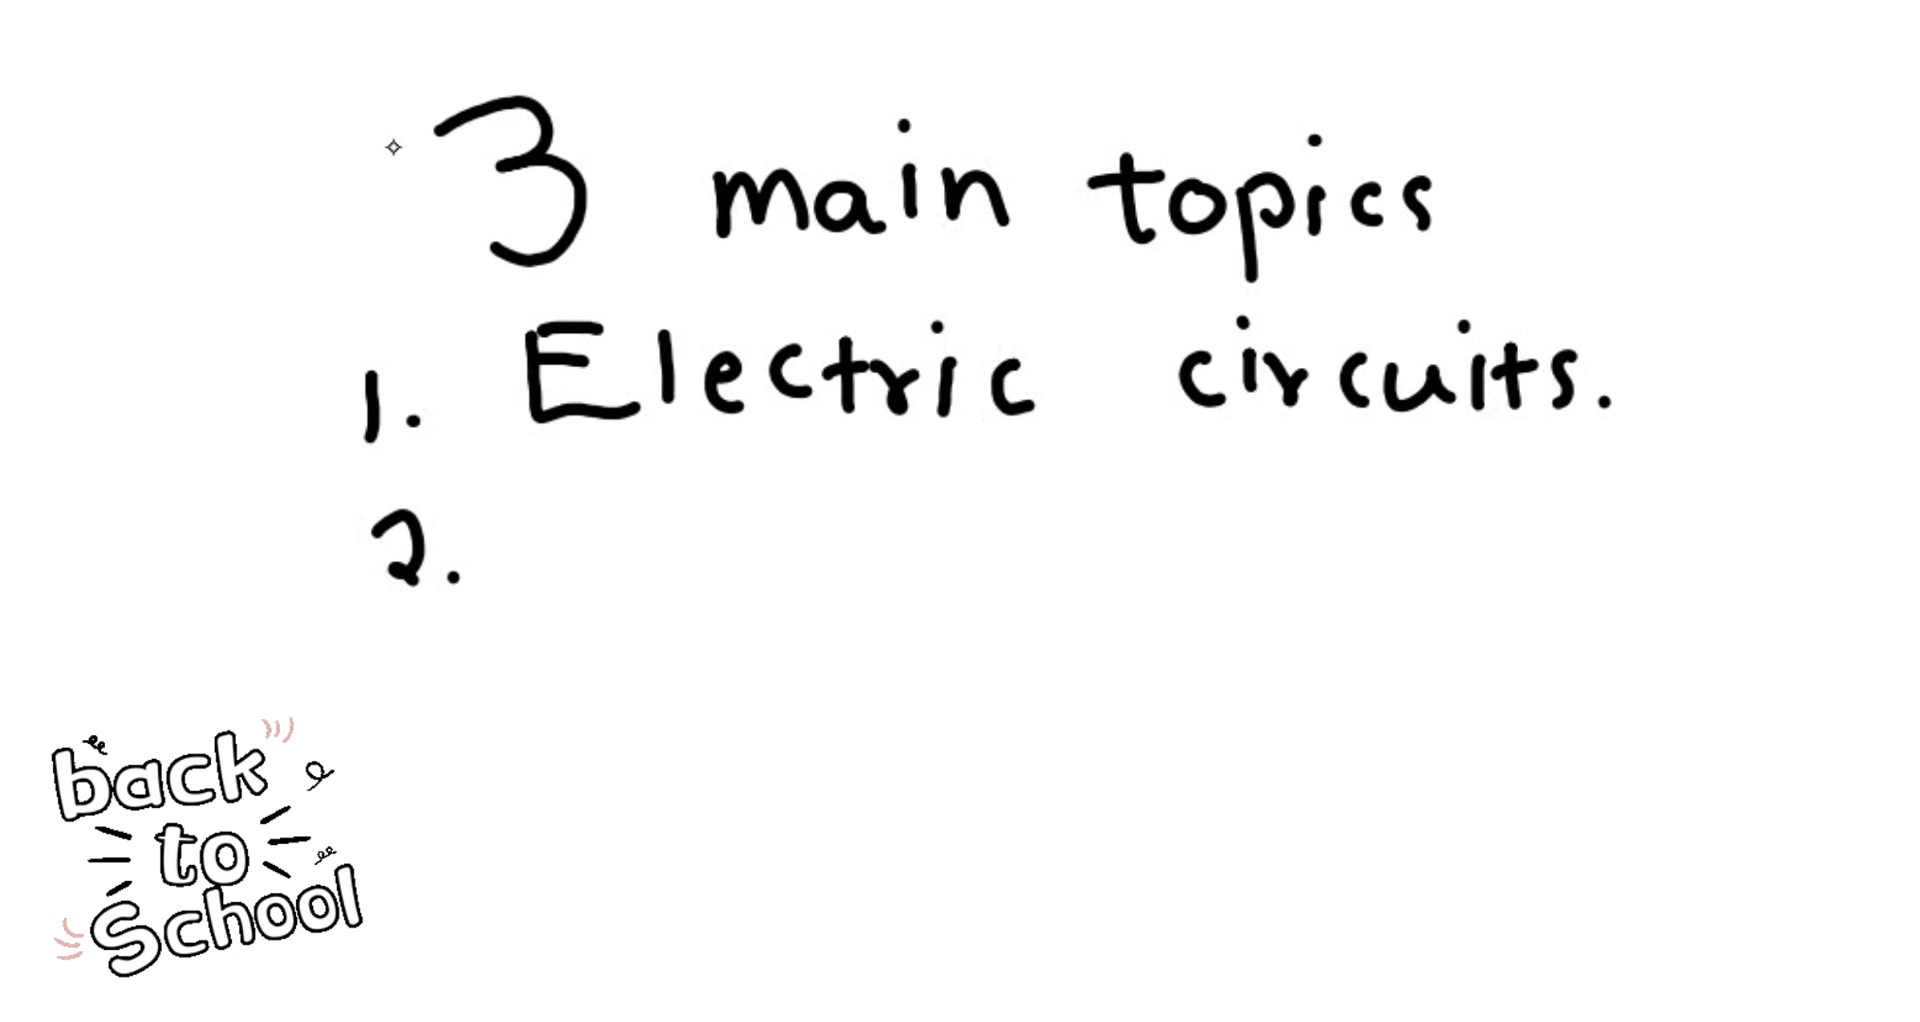 3 main topics
1. Electric circuits.
2.
back
to
School